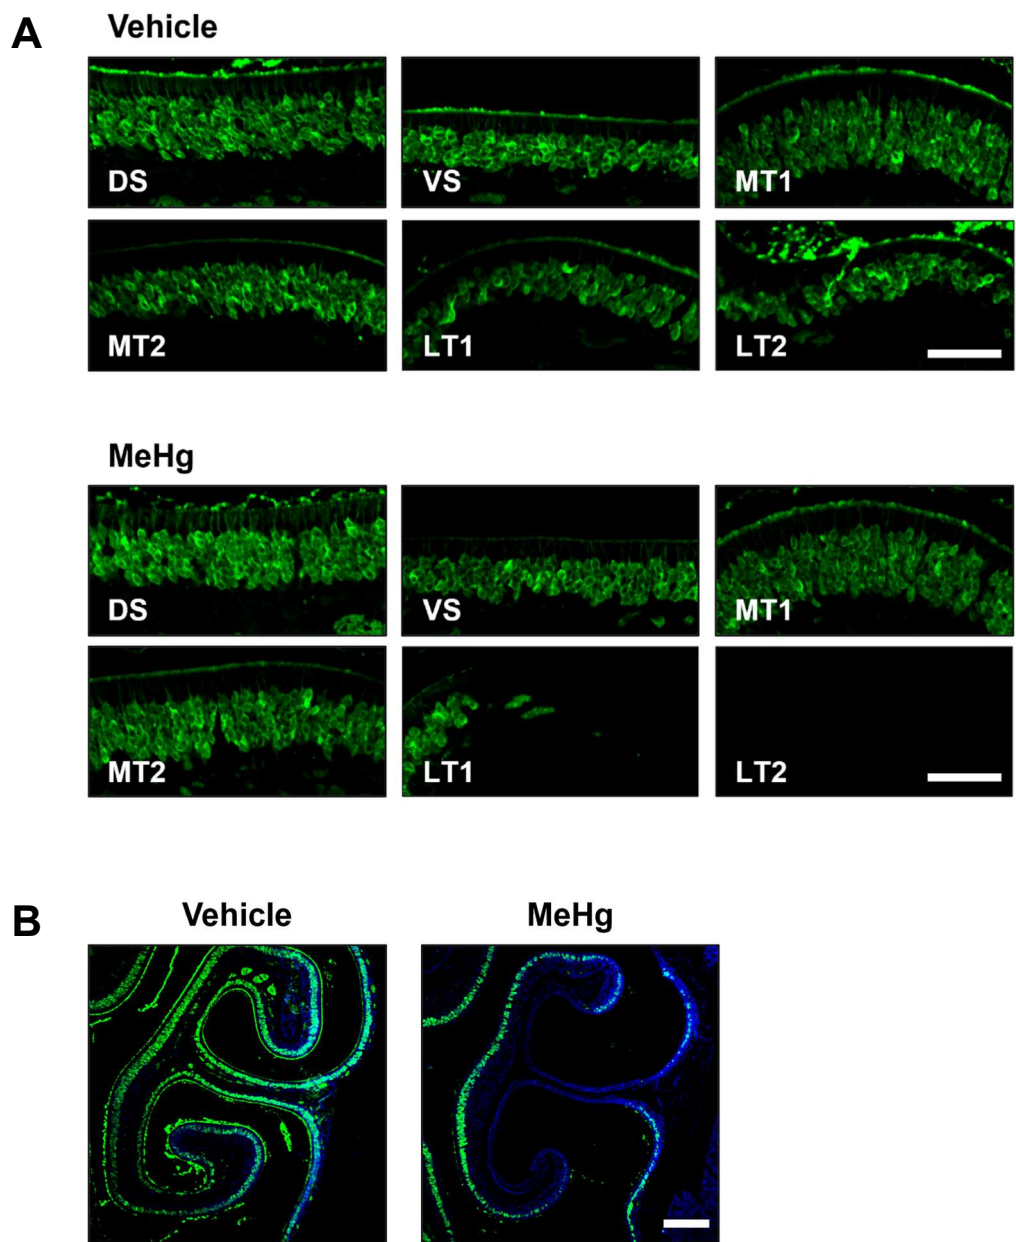 A
Vehicle
DS VS MT1
MT2 LT1 LT2
MeHg
DS VS MT1
MT2 LT1 LT2
B
Vehicle MeHg